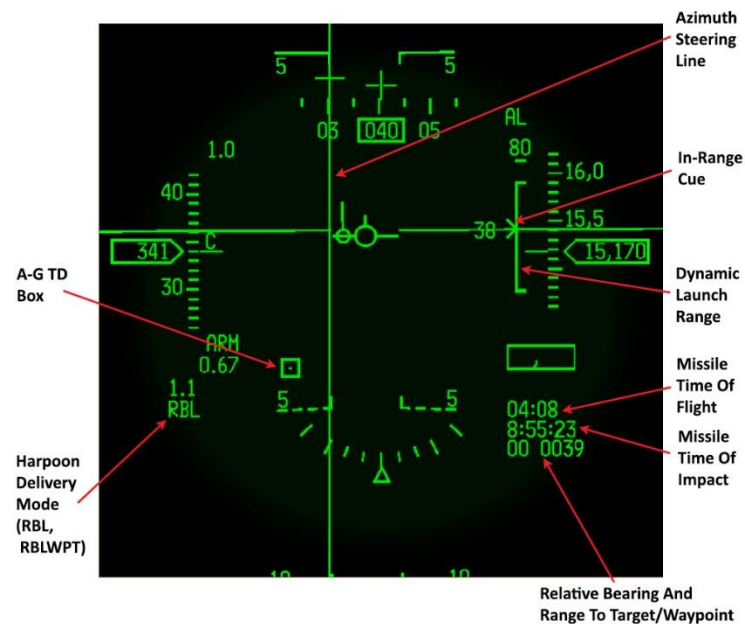 Azimuth
Steering
Line
5
5
03
040
05
AL
1.0
80
16,0
40
In-Range
Cue
15,5
38
C
341
15,170
A-G TD
Box
30
Dynamic
Launch
Range
ARM
0.67
1.1
RBL
5
5
04:08
8:55:23
00 0039
Missile
Time Of
Flight
Missile
Time Of
Impact
Harpoon
Delivery
Mode
(RBL,
RBLWPT)
Relative Bearing And
Range To Target/Waypoint